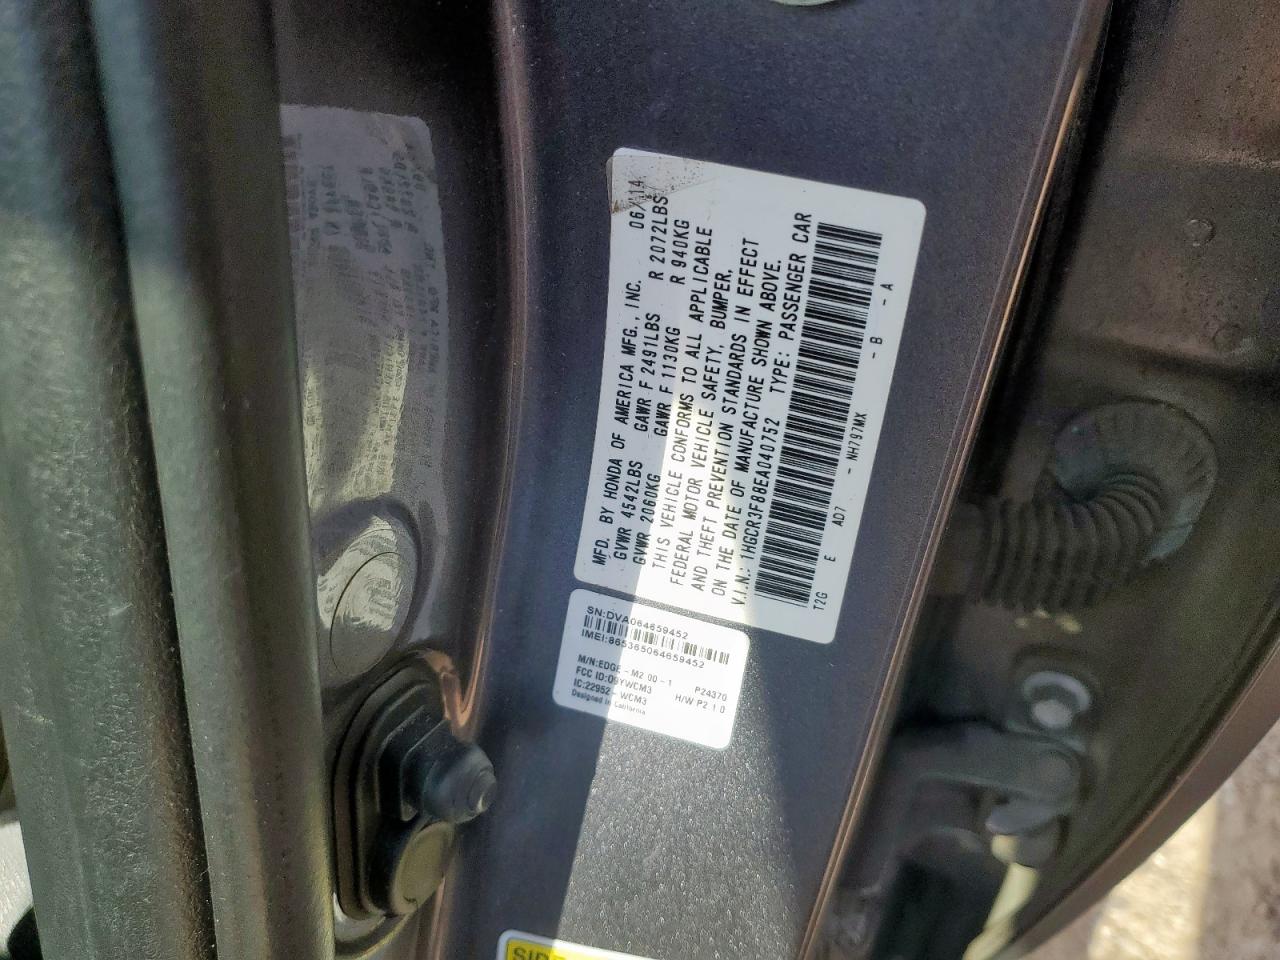 MFD. BY HONDA OF AMERICA MFG., INC. 06/14
GVWR 4542LBS GAWR F 2491LBS R 2072LBS
GVWR 2060KG GAWR F 1130KG R 940KG
THIS VEHICLE CONFORMS TO ALL APPLICABLE
FEDERAL MOTOR VEHICLE SAFETY, BUMPER,
AND THEFT PREVENTION STANDARDS IN EFFECT
ON THE DATE OF MANUFACTURE SHOWN ABOVE.
V.I.N.: 1HGCR3F88EA040752 TYPE: PASSENGER CAR
T2G E AD7 - NH797MX - B - A
SN:DVA064659452
IMEI:865365064659452
M/N:EDGE-M2 00-1 P24370
FCC ID:O9YWCM3 H/W P2.1.0
IC:22952-WCM3
Designed in California